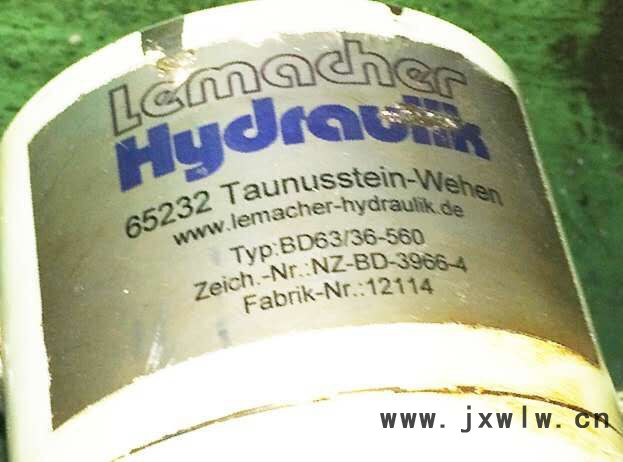 Lemacher
Hydraulik
65232 Taunusstein-Wehen
www.lemacher-hydraulik.de
Typ:BD63/36-560
Zeich.-Nr.:NZ-BD-3966-4
Fabrik-Nr.:12114
www.jxwlw.cn